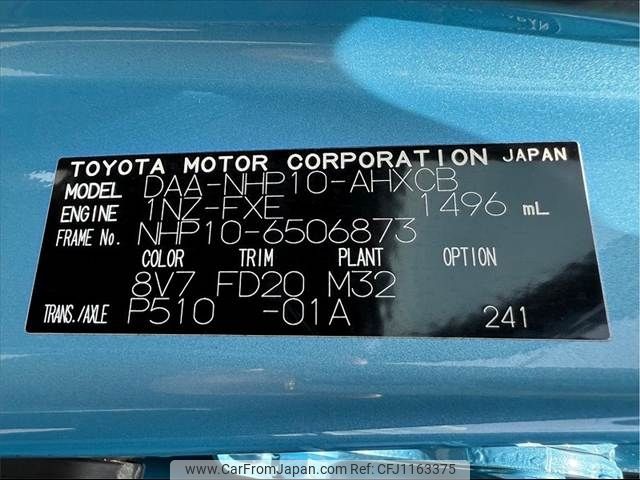 TOYOTA MOTOR CORPORATION JAPAN
MODEL DAA-NHP10-AHXCB
ENGINE 1NZ-FXE 1496 mL
FRAME No. NHP10-6506873
COLOR TRIM PLANT OPTION
8V7 FD20 M32
TRANS./AXLE P510 -01A 241
www.CarFromJapan.com CFJ1163375